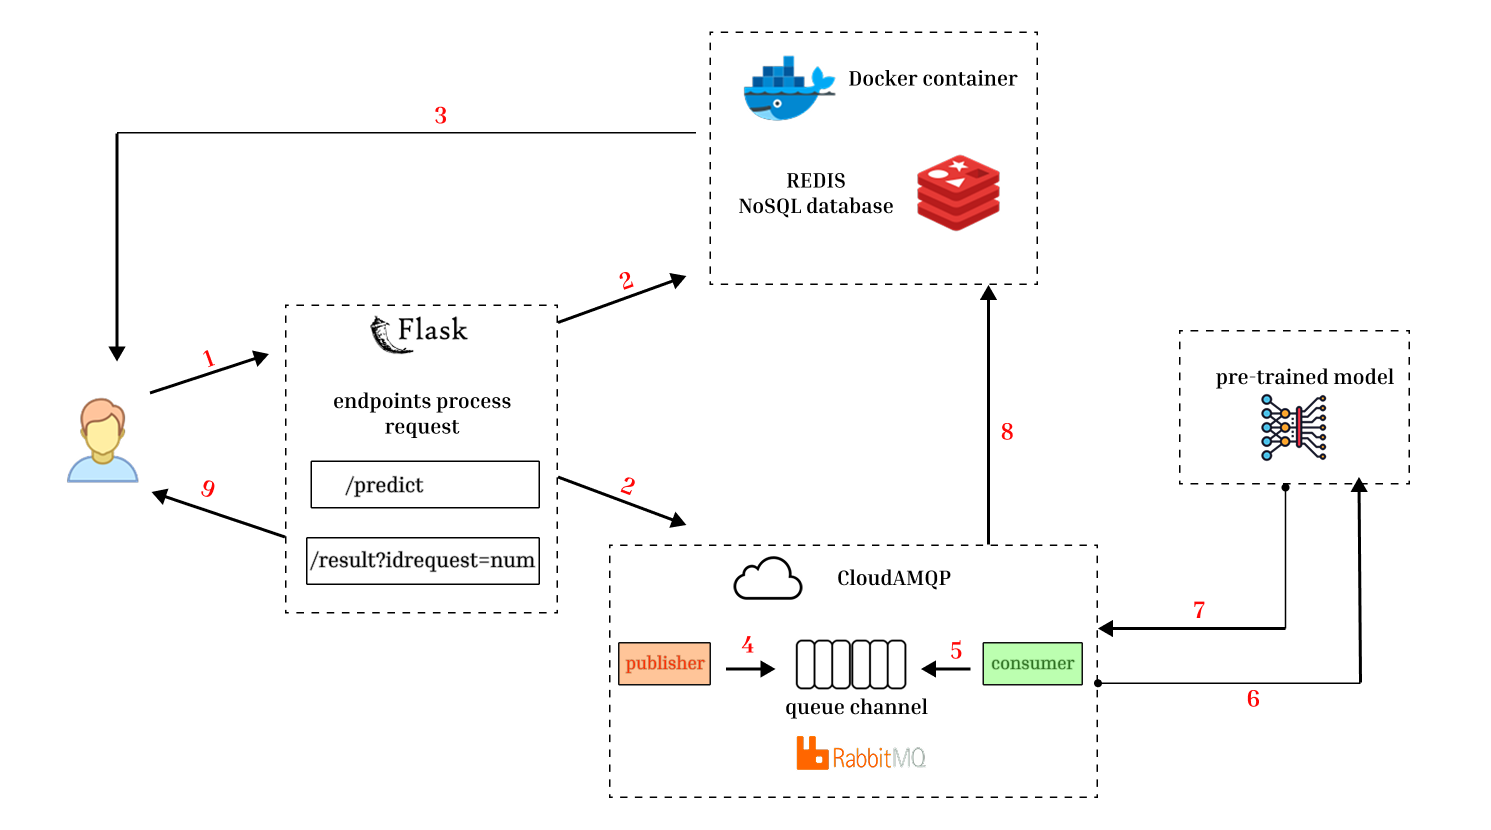 Docker container
3
REDIS
NoSQL database
2
Flask
1
endpoints process
request
pre-trained model
8
/predict
9
2
/result?idrequest=num
CloudAMQP
7
publisher
4
5
consumer
6
queue channel
RabbitMQ